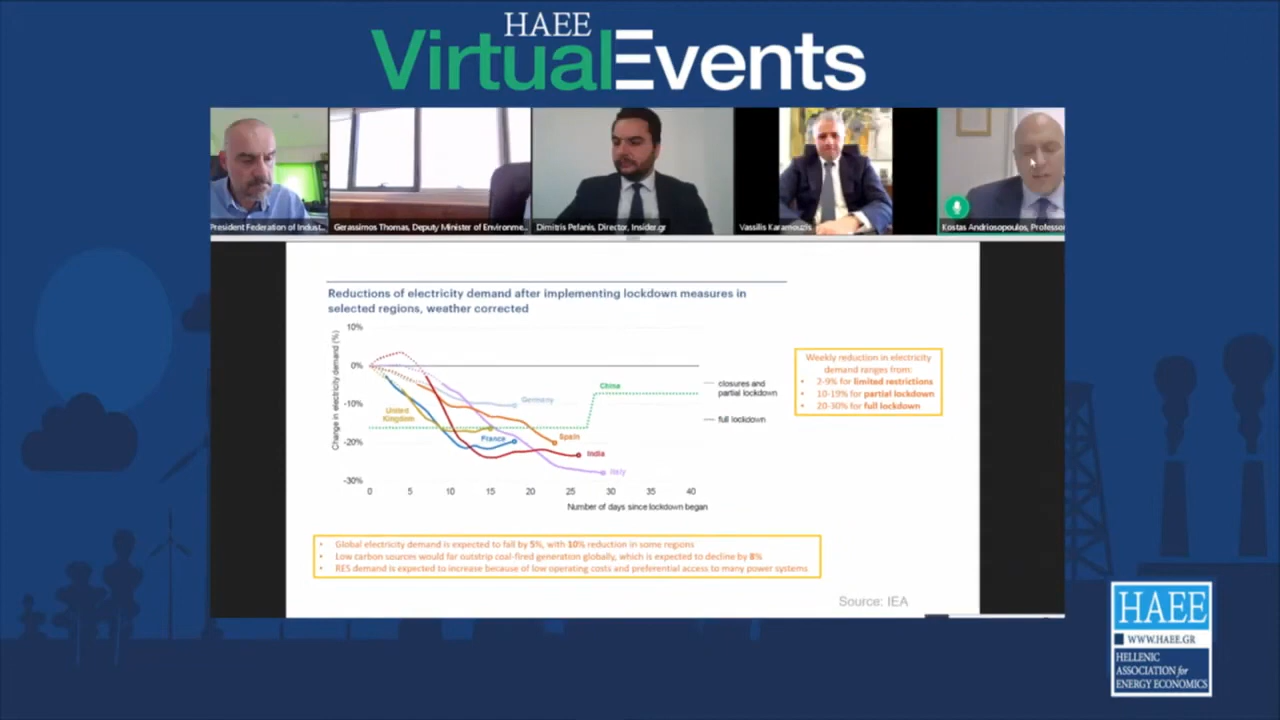 HAEE
VirtualEvents
President Federation of Indust...
Gerassimos Thomas, Deputy Minister of Environme...
Dimitris Pelanis, Director, Insider.gr
Vassilis Karamouzis
Kostas Andriosopoulos, Professor
Reductions of electricity demand after implementing lockdown measures in
selected regions, weather corrected
Change in electricity demand (%)
10%
0%
-10%
-20%
-30%
0 5 10 15 20 25 30 35 40
Number of days since lockdown began
United
Kingdom
France
Germany
Spain
India
Italy
China
closures and
partial lockdown
full lockdown
Weekly reduction in electricity
demand ranges from:
• 2-9% for limited restrictions
• 10-19% for partial lockdown
• 20-30% for full lockdown
• Global electricity demand is expected to fall by 5%, with 10% reduction in some regions
• Low carbon sources would far outstrip coal-fired generation globally, which is expected to decline by 8%
• RES demand is expected to increase because of low operating costs and preferential access to many power systems
Source: IEA
HAEE
WWW.HAEE.GR
HELLENIC
ASSOCIATION for
ENERGY ECONOMICS